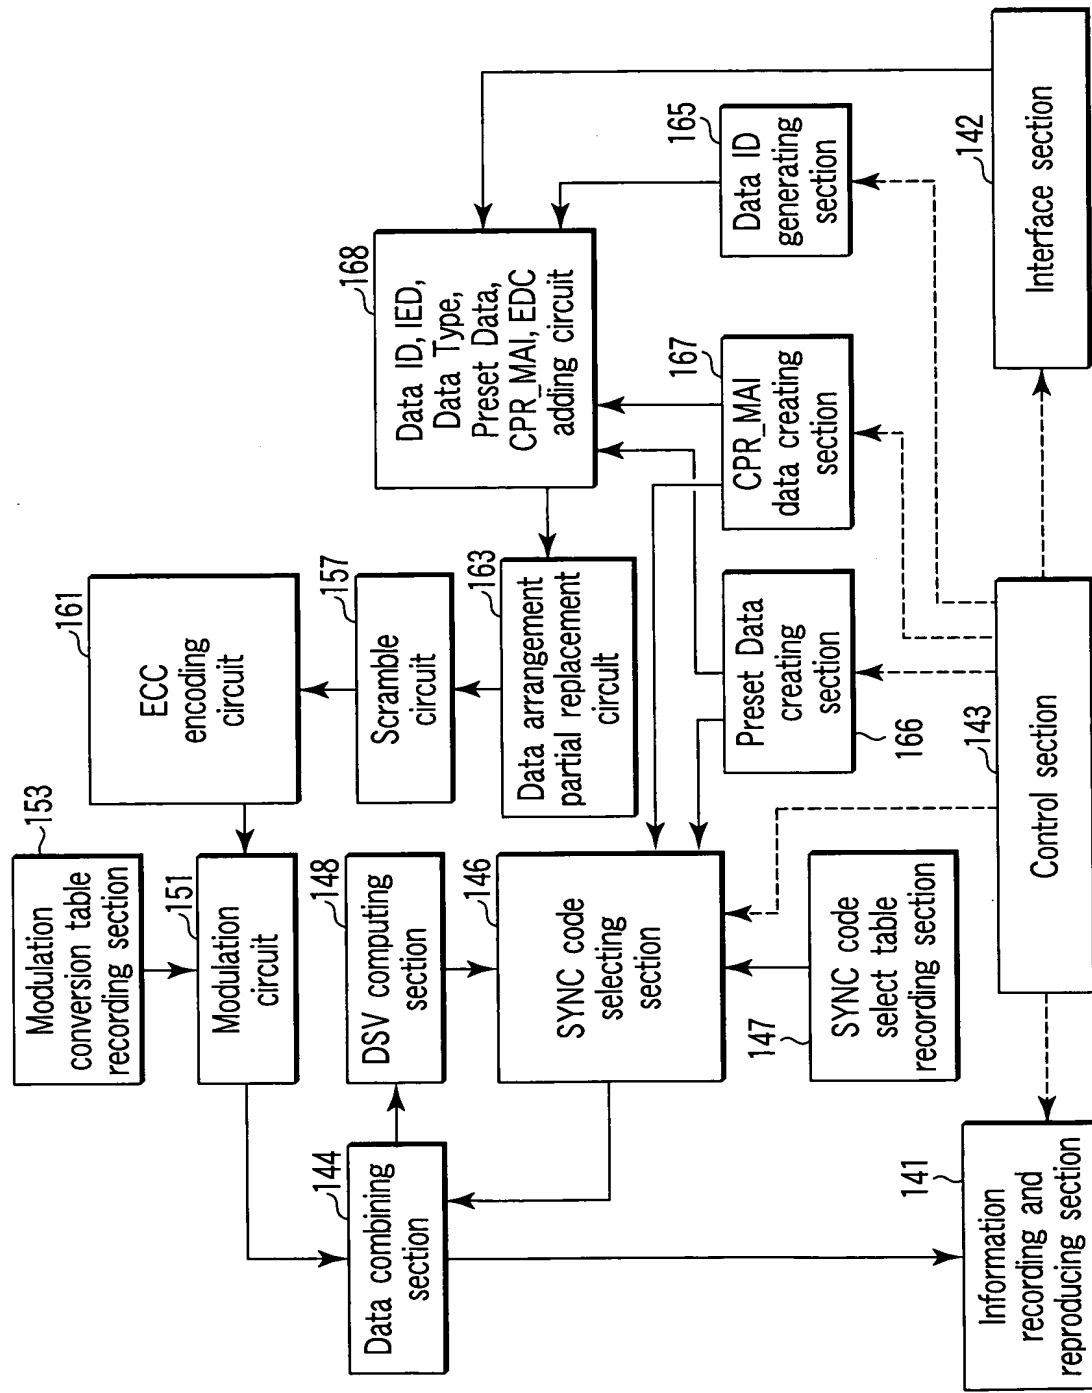 153
Modulation
conversion table
recording section
151
Modulation
circuit
161
ECC
encoding
circuit
144
Data combining
section
148
DSV computing
section
157
Scramble
circuit
168
Data ID, IED,
Data Type,
Preset Data,
CPR_MAI, EDC
adding circuit
146
SYNC code
selecting
section
163
Data arrangement
partial replacement
circuit
165
Data ID
generating
section
147
SYNC code
select table
recording section
166
Preset Data
creating
section
167
CPR_MAI
data creating
section
141
Information
recording and
reproducing section
143
Control section
142
Interface section